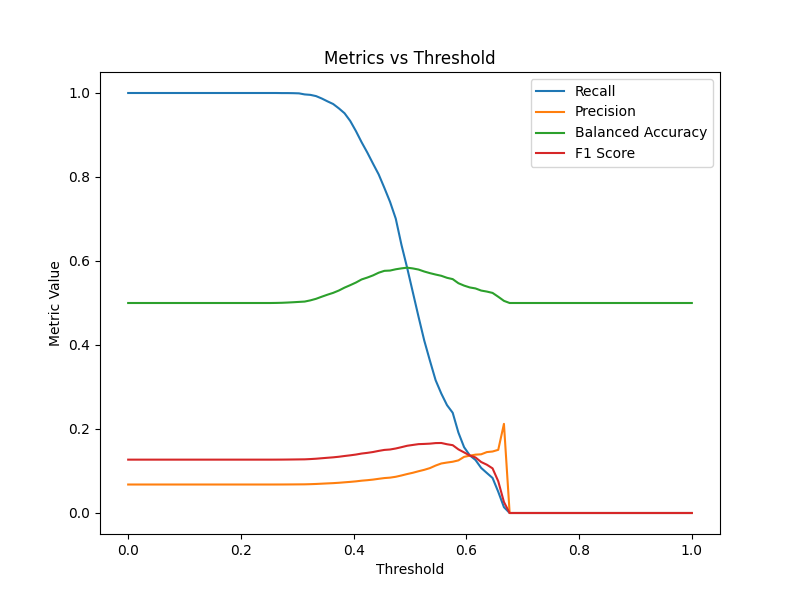 Metrics vs Threshold
Recall
Precision
Balanced Accuracy
F1 Score
Metric Value
1.0
0.8
0.6
0.4
0.2
0.0
0.0 0.2 0.4 0.6 0.8 1.0
Threshold